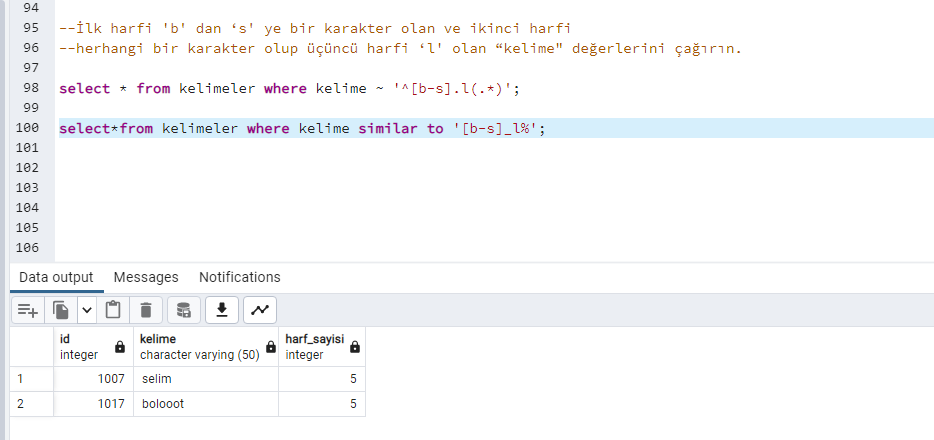 94
95 --İlk harfi 'b' dan ‘s' ye bir karakter olan ve ikinci harfi
96 --herhangi bir karakter olup üçüncü harfi ‘l' olan “kelime" değerlerini çağırın.
97
98 select * from kelimeler where kelime ~ '^[b-s].l(.*)';
99
100 select*from kelimeler where kelime similar to '[b-s]_l%';
101
102
103
104
105
106
Data output Messages Notifications
id kelime harf_sayisi
integer character varying (50) integer
1 1007 selim 5
2 1017 bolooot 5